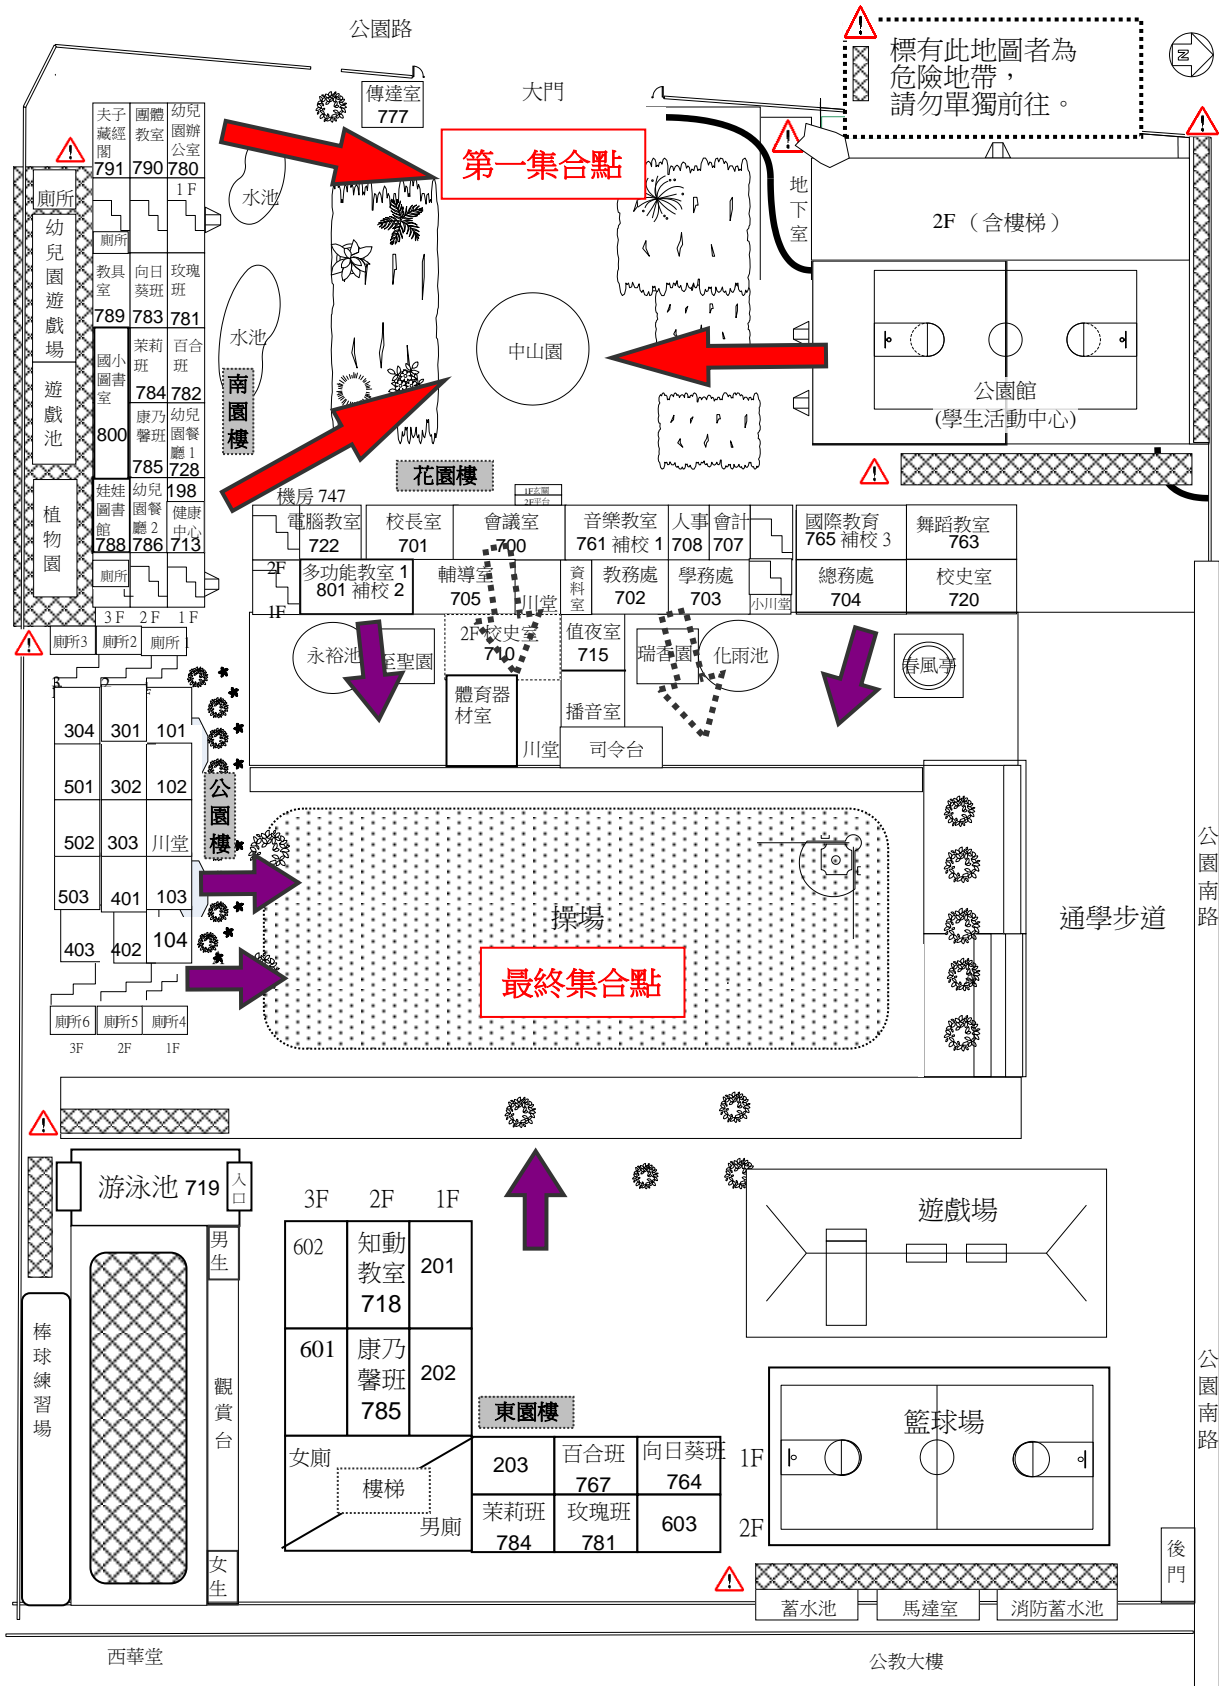 公園路
大門
標有此地圖者為
危險地帶，
請勿單獨前往。
N
傳達室
777
夫子
藏經
閣
791
團體
教室
790
幼兒
園辦
公室
780
第一集合點
1 F
水池
廁所
廁所
幼兒園遊戲場
地下室
2F （含樓梯）
教具
室
789
向日
葵班
783
玫瑰
班
781
水池
中山園
國小
圖書
室
800
茉莉
班
784
百合
班
782
南園樓
遊戲池
康乃
馨班
785
幼兒
園餐
廳 1
728
公園館
(學生活動中心)
花園樓
植物園
娃娃
圖書
館
788
幼兒
園餐
廳 2
786
198
健康
中心
713
廁所
3 F
2 F
1 F
機房 747
1F玄關
2F平台
電腦教室
722
校長室
701
會議室
700
音樂教室
761 補校 1
人事
708
會計
707
國際教育
765 補校 3
舞蹈教室
763
2F
1F
多功能教室 1
801 補校 2
輔導室
705
川堂
資料室
教務處
702
學務處
703
小川堂
總務處
704
校史室
720
廁所3
廁所2
廁所 1
永裕池
至聖園
2F 校史室
710
值夜室
715
瑞香園
化雨池
春風亭
體育器
材室
播音室
川堂
司令台
304
301
101
501
302
102
公園樓
502
303
川堂
503
401
103
403
402
104
廁所6
廁所5
廁所4
3F
2F
1F
操場
最終集合點
通學步道
公園南路
游泳池 719
入口
男生
觀賞台
女生
棒球練習場
3F
2F
1F
602
知動
教室
718
201
601
康乃
馨班
785
202
東園樓
女廁
樓梯
男廁
203
百合班
767
向日葵班
764
1F
茉莉班
784
玫瑰班
781
603
2F
遊戲場
籃球場
公園南路
後門
蓄水池
馬達室
消防蓄水池
西華堂
公教大樓